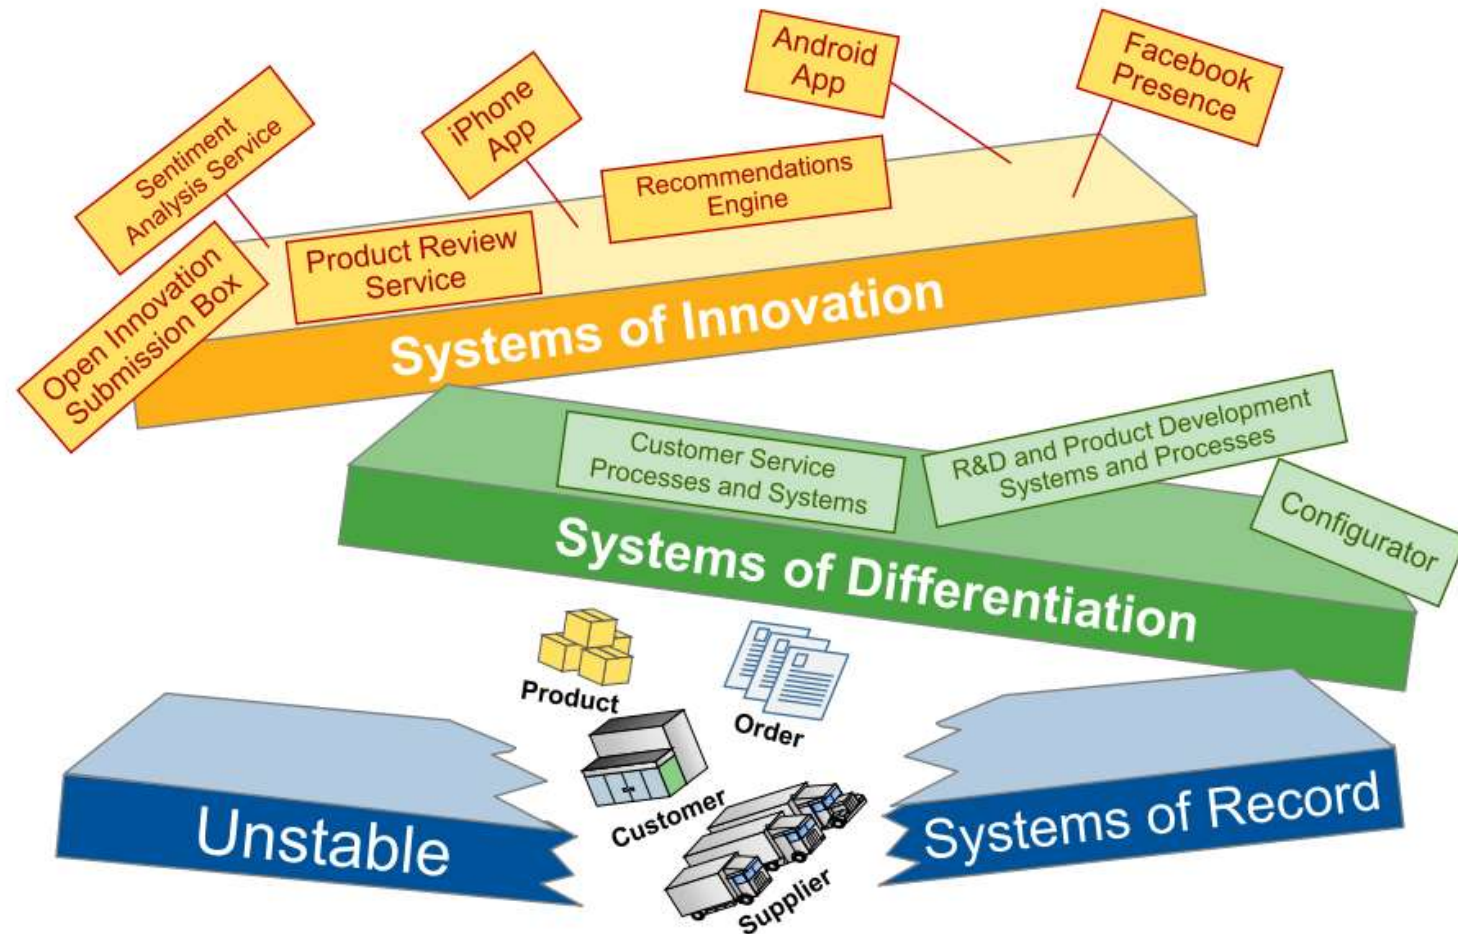 Android
App
Facebook
Presence
iPhone
App
Sentiment
Analysis Service
Recommendations
Engine
Open Innovation
Submission Box
Product Review
Service
Systems of Innovation
Customer Service
Processes and Systems
R&D and Product Development
Systems and Processes
Configurator
Systems of Differentiation
Product
Order
Customer
Supplier
Unstable
Systems of Record